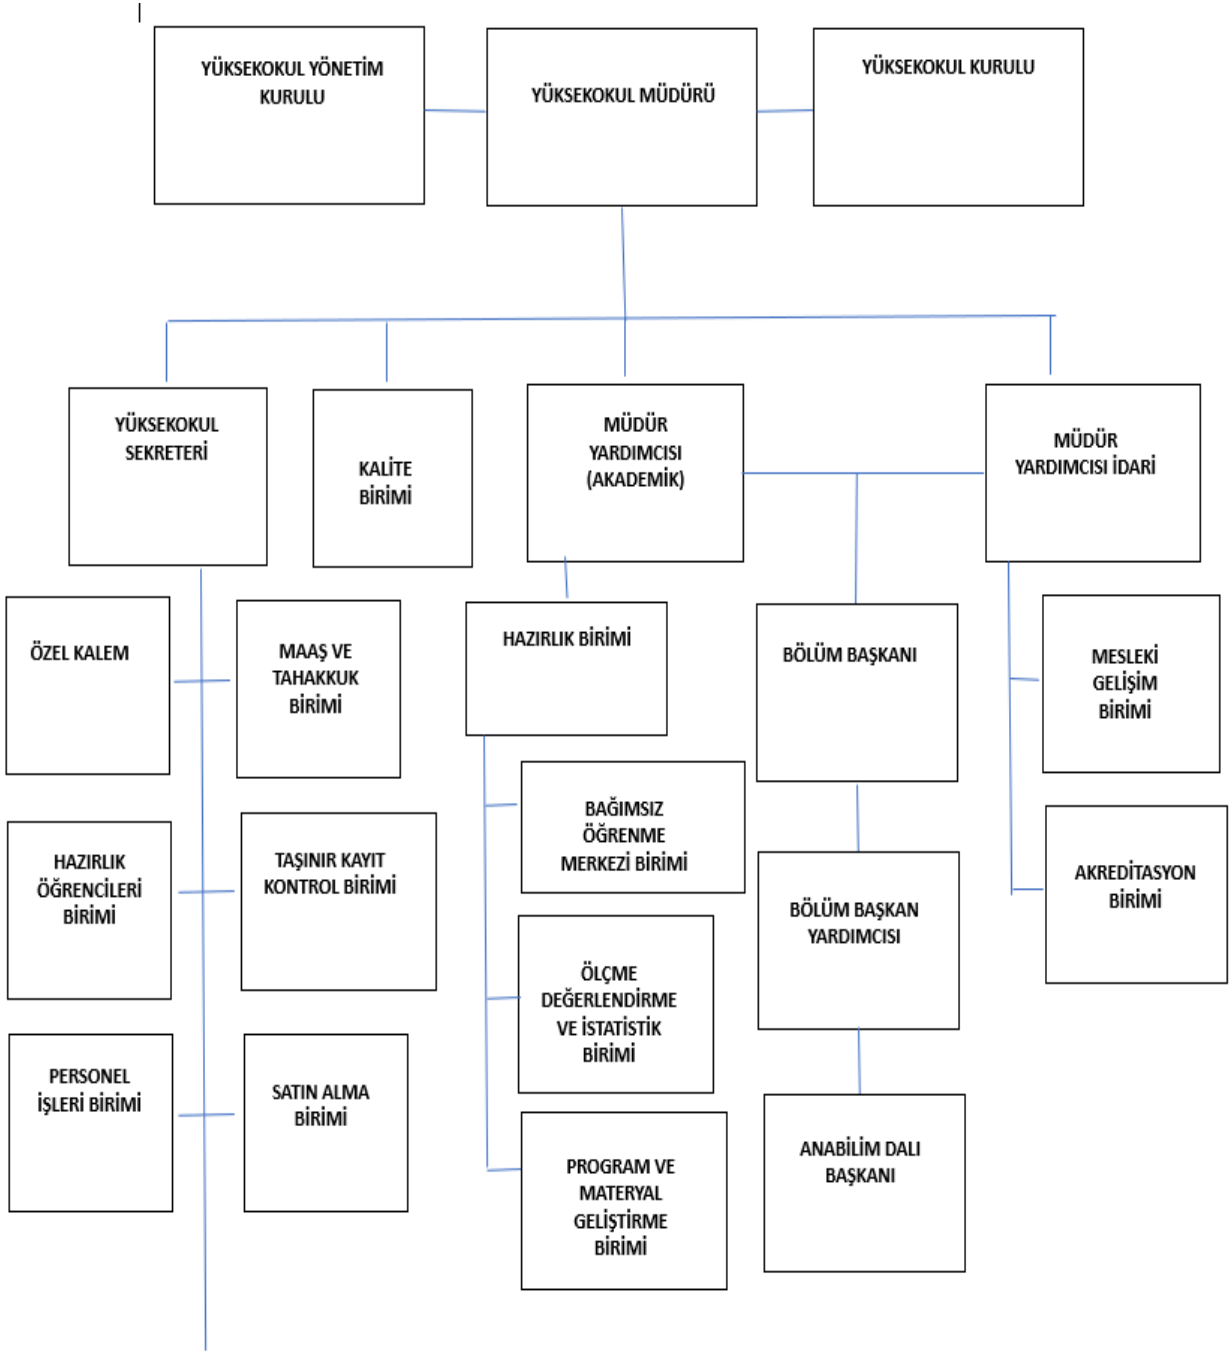 YÜKSEKOKUL YÖNETİM
KURULU
YÜKSEKOKUL MÜDÜRÜ
YÜKSEKOKUL KURULU
YÜKSEKOKUL
SEKRETERİ
KALİTE
BİRİMİ
MÜDÜR
YARDIMCISI
(AKADEMİK)
MÜDÜR
YARDIMCISI İDARİ
ÖZEL KALEM
MAAŞ VE
TAHAKKUK
BİRİMİ
HAZIRLIK BİRİMİ
BÖLÜM BAŞKANI
MESLEKİ
GELİŞİM
BİRİMİ
HAZIRLIK
ÖĞRENCİLERİ
BİRİMİ
TAŞINIR KAYIT
KONTROL BİRİMİ
BAĞIMSIZ
ÖĞRENME
MERKEZİ BİRİMİ
BÖLÜM BAŞKAN
YARDIMCISI
AKREDİTASYON
BİRİMİ
ÖLÇME
DEĞERLENDİRME
VE İSTATİSTİK
BİRİMİ
PERSONEL
İŞLERİ BİRİMİ
SATIN ALMA
BİRİMİ
PROGRAM VE
MATERYAL
GELİŞTİRME
BİRİMİ
ANABİLİM DALI
BAŞKANI